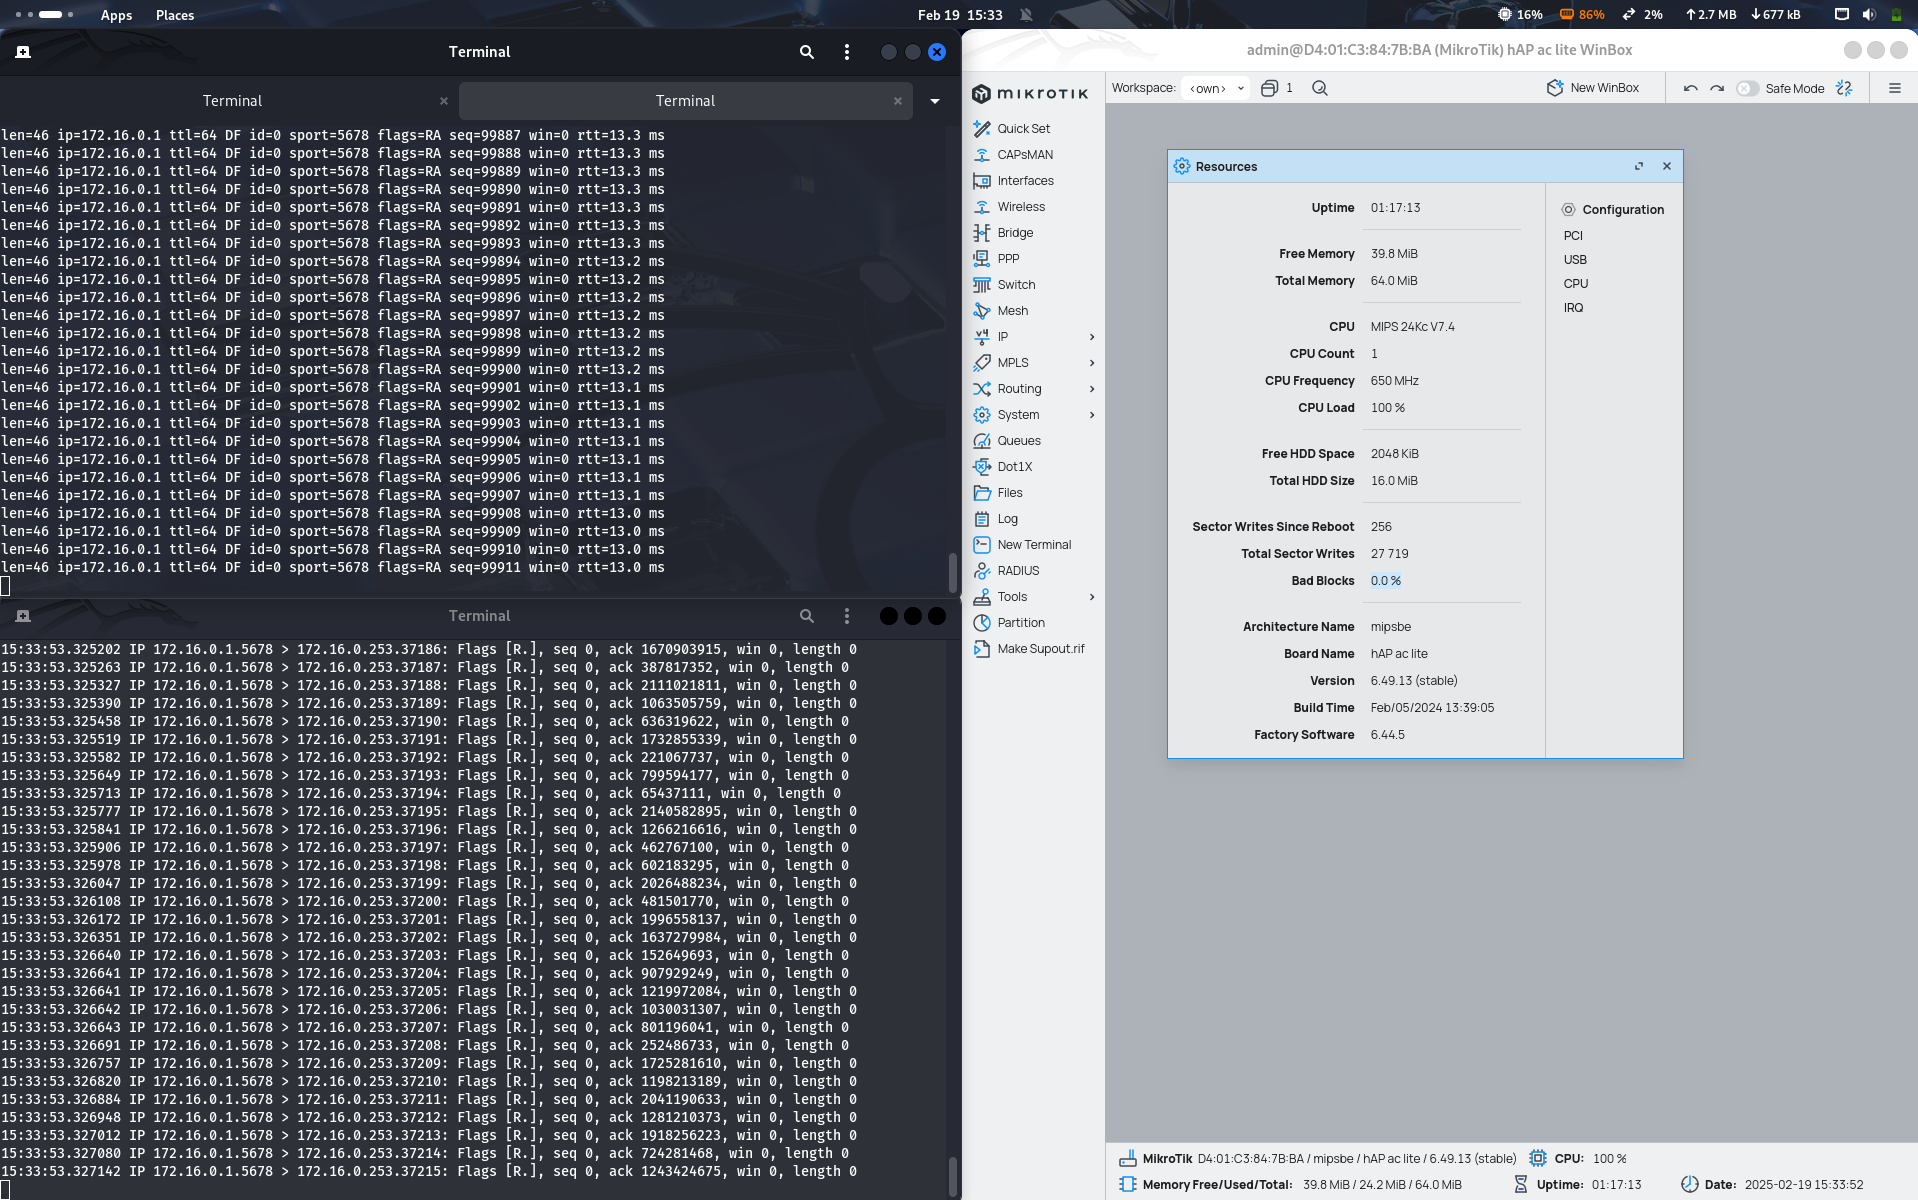 Apps Places Feb 19 15:33 16% 86% 2% 2.7 MB 677 kB
Terminal
Terminal × Terminal ×
len=46 ip=172.16.0.1 ttl=64 DF id=0 sport=5678 flags=RA seq=99887 win=0 rtt=13.3 ms
len=46 ip=172.16.0.1 ttl=64 DF id=0 sport=5678 flags=RA seq=99888 win=0 rtt=13.3 ms
len=46 ip=172.16.0.1 ttl=64 DF id=0 sport=5678 flags=RA seq=99889 win=0 rtt=13.3 ms
len=46 ip=172.16.0.1 ttl=64 DF id=0 sport=5678 flags=RA seq=99890 win=0 rtt=13.3 ms
len=46 ip=172.16.0.1 ttl=64 DF id=0 sport=5678 flags=RA seq=99891 win=0 rtt=13.3 ms
len=46 ip=172.16.0.1 ttl=64 DF id=0 sport=5678 flags=RA seq=99892 win=0 rtt=13.3 ms
len=46 ip=172.16.0.1 ttl=64 DF id=0 sport=5678 flags=RA seq=99893 win=0 rtt=13.3 ms
len=46 ip=172.16.0.1 ttl=64 DF id=0 sport=5678 flags=RA seq=99894 win=0 rtt=13.2 ms
len=46 ip=172.16.0.1 ttl=64 DF id=0 sport=5678 flags=RA seq=99895 win=0 rtt=13.2 ms
len=46 ip=172.16.0.1 ttl=64 DF id=0 sport=5678 flags=RA seq=99896 win=0 rtt=13.2 ms
len=46 ip=172.16.0.1 ttl=64 DF id=0 sport=5678 flags=RA seq=99897 win=0 rtt=13.2 ms
len=46 ip=172.16.0.1 ttl=64 DF id=0 sport=5678 flags=RA seq=99898 win=0 rtt=13.2 ms
len=46 ip=172.16.0.1 ttl=64 DF id=0 sport=5678 flags=RA seq=99899 win=0 rtt=13.2 ms
len=46 ip=172.16.0.1 ttl=64 DF id=0 sport=5678 flags=RA seq=99900 win=0 rtt=13.2 ms
len=46 ip=172.16.0.1 ttl=64 DF id=0 sport=5678 flags=RA seq=99901 win=0 rtt=13.1 ms
len=46 ip=172.16.0.1 ttl=64 DF id=0 sport=5678 flags=RA seq=99902 win=0 rtt=13.1 ms
len=46 ip=172.16.0.1 ttl=64 DF id=0 sport=5678 flags=RA seq=99903 win=0 rtt=13.1 ms
len=46 ip=172.16.0.1 ttl=64 DF id=0 sport=5678 flags=RA seq=99904 win=0 rtt=13.1 ms
len=46 ip=172.16.0.1 ttl=64 DF id=0 sport=5678 flags=RA seq=99905 win=0 rtt=13.1 ms
len=46 ip=172.16.0.1 ttl=64 DF id=0 sport=5678 flags=RA seq=99906 win=0 rtt=13.1 ms
len=46 ip=172.16.0.1 ttl=64 DF id=0 sport=5678 flags=RA seq=99907 win=0 rtt=13.1 ms
len=46 ip=172.16.0.1 ttl=64 DF id=0 sport=5678 flags=RA seq=99908 win=0 rtt=13.0 ms
len=46 ip=172.16.0.1 ttl=64 DF id=0 sport=5678 flags=RA seq=99909 win=0 rtt=13.0 ms
len=46 ip=172.16.0.1 ttl=64 DF id=0 sport=5678 flags=RA seq=99910 win=0 rtt=13.0 ms
len=46 ip=172.16.0.1 ttl=64 DF id=0 sport=5678 flags=RA seq=99911 win=0 rtt=13.0 ms
Terminal
15:33:53.325202 IP 172.16.0.1.5678 > 172.16.0.253.37186: Flags [R.], seq 0, ack 1670903915, win 0, length 0
15:33:53.325263 IP 172.16.0.1.5678 > 172.16.0.253.37187: Flags [R.], seq 0, ack 387817352, win 0, length 0
15:33:53.325327 IP 172.16.0.1.5678 > 172.16.0.253.37188: Flags [R.], seq 0, ack 2111021811, win 0, length 0
15:33:53.325390 IP 172.16.0.1.5678 > 172.16.0.253.37189: Flags [R.], seq 0, ack 1063505759, win 0, length 0
15:33:53.325458 IP 172.16.0.1.5678 > 172.16.0.253.37190: Flags [R.], seq 0, ack 636319622, win 0, length 0
15:33:53.325519 IP 172.16.0.1.5678 > 172.16.0.253.37191: Flags [R.], seq 0, ack 1732855339, win 0, length 0
15:33:53.325582 IP 172.16.0.1.5678 > 172.16.0.253.37192: Flags [R.], seq 0, ack 221067737, win 0, length 0
15:33:53.325649 IP 172.16.0.1.5678 > 172.16.0.253.37193: Flags [R.], seq 0, ack 799594177, win 0, length 0
15:33:53.325713 IP 172.16.0.1.5678 > 172.16.0.253.37194: Flags [R.], seq 0, ack 65437111, win 0, length 0
15:33:53.325777 IP 172.16.0.1.5678 > 172.16.0.253.37195: Flags [R.], seq 0, ack 2140582895, win 0, length 0
15:33:53.325841 IP 172.16.0.1.5678 > 172.16.0.253.37196: Flags [R.], seq 0, ack 1266216616, win 0, length 0
15:33:53.325906 IP 172.16.0.1.5678 > 172.16.0.253.37197: Flags [R.], seq 0, ack 462767100, win 0, length 0
15:33:53.325978 IP 172.16.0.1.5678 > 172.16.0.253.37198: Flags [R.], seq 0, ack 602183295, win 0, length 0
15:33:53.326047 IP 172.16.0.1.5678 > 172.16.0.253.37199: Flags [R.], seq 0, ack 2026488234, win 0, length 0
15:33:53.326108 IP 172.16.0.1.5678 > 172.16.0.253.37200: Flags [R.], seq 0, ack 481501770, win 0, length 0
15:33:53.326172 IP 172.16.0.1.5678 > 172.16.0.253.37201: Flags [R.], seq 0, ack 1996558137, win 0, length 0
15:33:53.326351 IP 172.16.0.1.5678 > 172.16.0.253.37202: Flags [R.], seq 0, ack 1637279984, win 0, length 0
15:33:53.326640 IP 172.16.0.1.5678 > 172.16.0.253.37203: Flags [R.], seq 0, ack 152649693, win 0, length 0
15:33:53.326641 IP 172.16.0.1.5678 > 172.16.0.253.37204: Flags [R.], seq 0, ack 907929249, win 0, length 0
15:33:53.326641 IP 172.16.0.1.5678 > 172.16.0.253.37205: Flags [R.], seq 0, ack 1219972084, win 0, length 0
15:33:53.326642 IP 172.16.0.1.5678 > 172.16.0.253.37206: Flags [R.], seq 0, ack 1030031307, win 0, length 0
15:33:53.326643 IP 172.16.0.1.5678 > 172.16.0.253.37207: Flags [R.], seq 0, ack 801196041, win 0, length 0
15:33:53.326691 IP 172.16.0.1.5678 > 172.16.0.253.37208: Flags [R.], seq 0, ack 252486733, win 0, length 0
15:33:53.326757 IP 172.16.0.1.5678 > 172.16.0.253.37209: Flags [R.], seq 0, ack 1725281610, win 0, length 0
15:33:53.326820 IP 172.16.0.1.5678 > 172.16.0.253.37210: Flags [R.], seq 0, ack 1198213189, win 0, length 0
15:33:53.326884 IP 172.16.0.1.5678 > 172.16.0.253.37211: Flags [R.], seq 0, ack 2041190633, win 0, length 0
15:33:53.326948 IP 172.16.0.1.5678 > 172.16.0.253.37212: Flags [R.], seq 0, ack 1281210373, win 0, length 0
15:33:53.327012 IP 172.16.0.1.5678 > 172.16.0.253.37213: Flags [R.], seq 0, ack 1918256223, win 0, length 0
15:33:53.327080 IP 172.16.0.1.5678 > 172.16.0.253.37214: Flags [R.], seq 0, ack 724281468, win 0, length 0
15:33:53.327142 IP 172.16.0.1.5678 > 172.16.0.253.37215: Flags [R.], seq 0, ack 1243424675, win 0, length 0
admin@D4:01:C3:84:7B:BA (MikroTik) hAP ac lite WinBox
MIKROTIK
Workspace: <own> 1 New WinBox Safe Mode
Quick Set
CAPsMAN
Interfaces
Wireless
Bridge
PPP
Switch
Mesh
v4 IP
MPLS
Routing
System
Queues
Dot1X
Files
Log
New Terminal
RADIUS
Tools
Partition
Make Supout.rif
Resources
Uptime 01:17:13
Free Memory 39.8 MiB
Total Memory 64.0 MiB
CPU MIPS 24Kc V7.4
CPU Count 1
CPU Frequency 650 MHz
CPU Load 100 %
Free HDD Space 2048 KiB
Total HDD Size 16.0 MiB
Sector Writes Since Reboot 256
Total Sector Writes 27 719
Bad Blocks 0.0 %
Architecture Name mipsbe
Board Name hAP ac lite
Version 6.49.13 (stable)
Build Time Feb/05/2024 13:39:05
Factory Software 6.44.5
Configuration
PCI
USB
CPU
IRQ
MikroTik D4:01:C3:84:7B:BA / mipsbe / hAP ac lite / 6.49.13 (stable) CPU: 100 %
Memory Free/Used/Total: 39.8 MiB / 24.2 MiB / 64.0 MiB Uptime: 01:17:13 Date: 2025-02-19 15:33:52